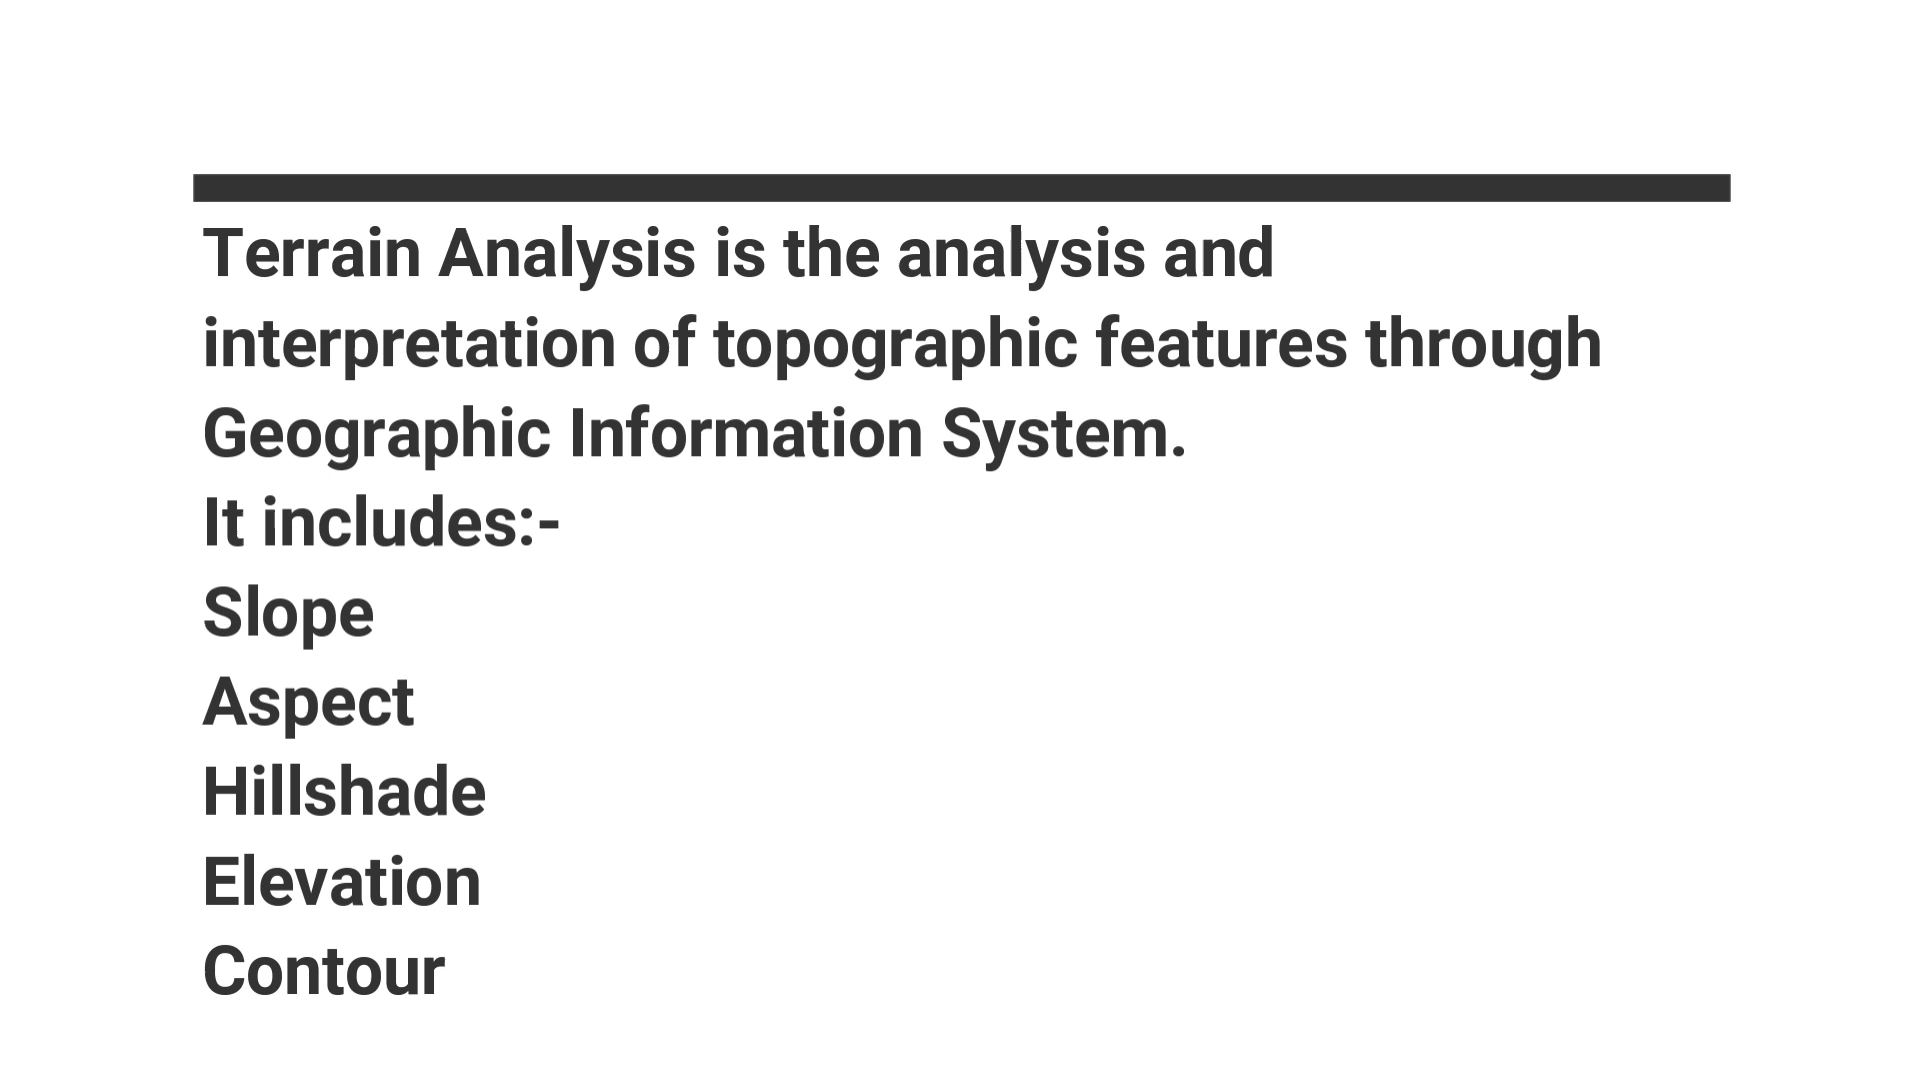 Terrain Analysis is the analysis and
interpretation of topographic features through
Geographic Information System.
It includes:-
Slope
Aspect
Hillshade
Elevation
Contour